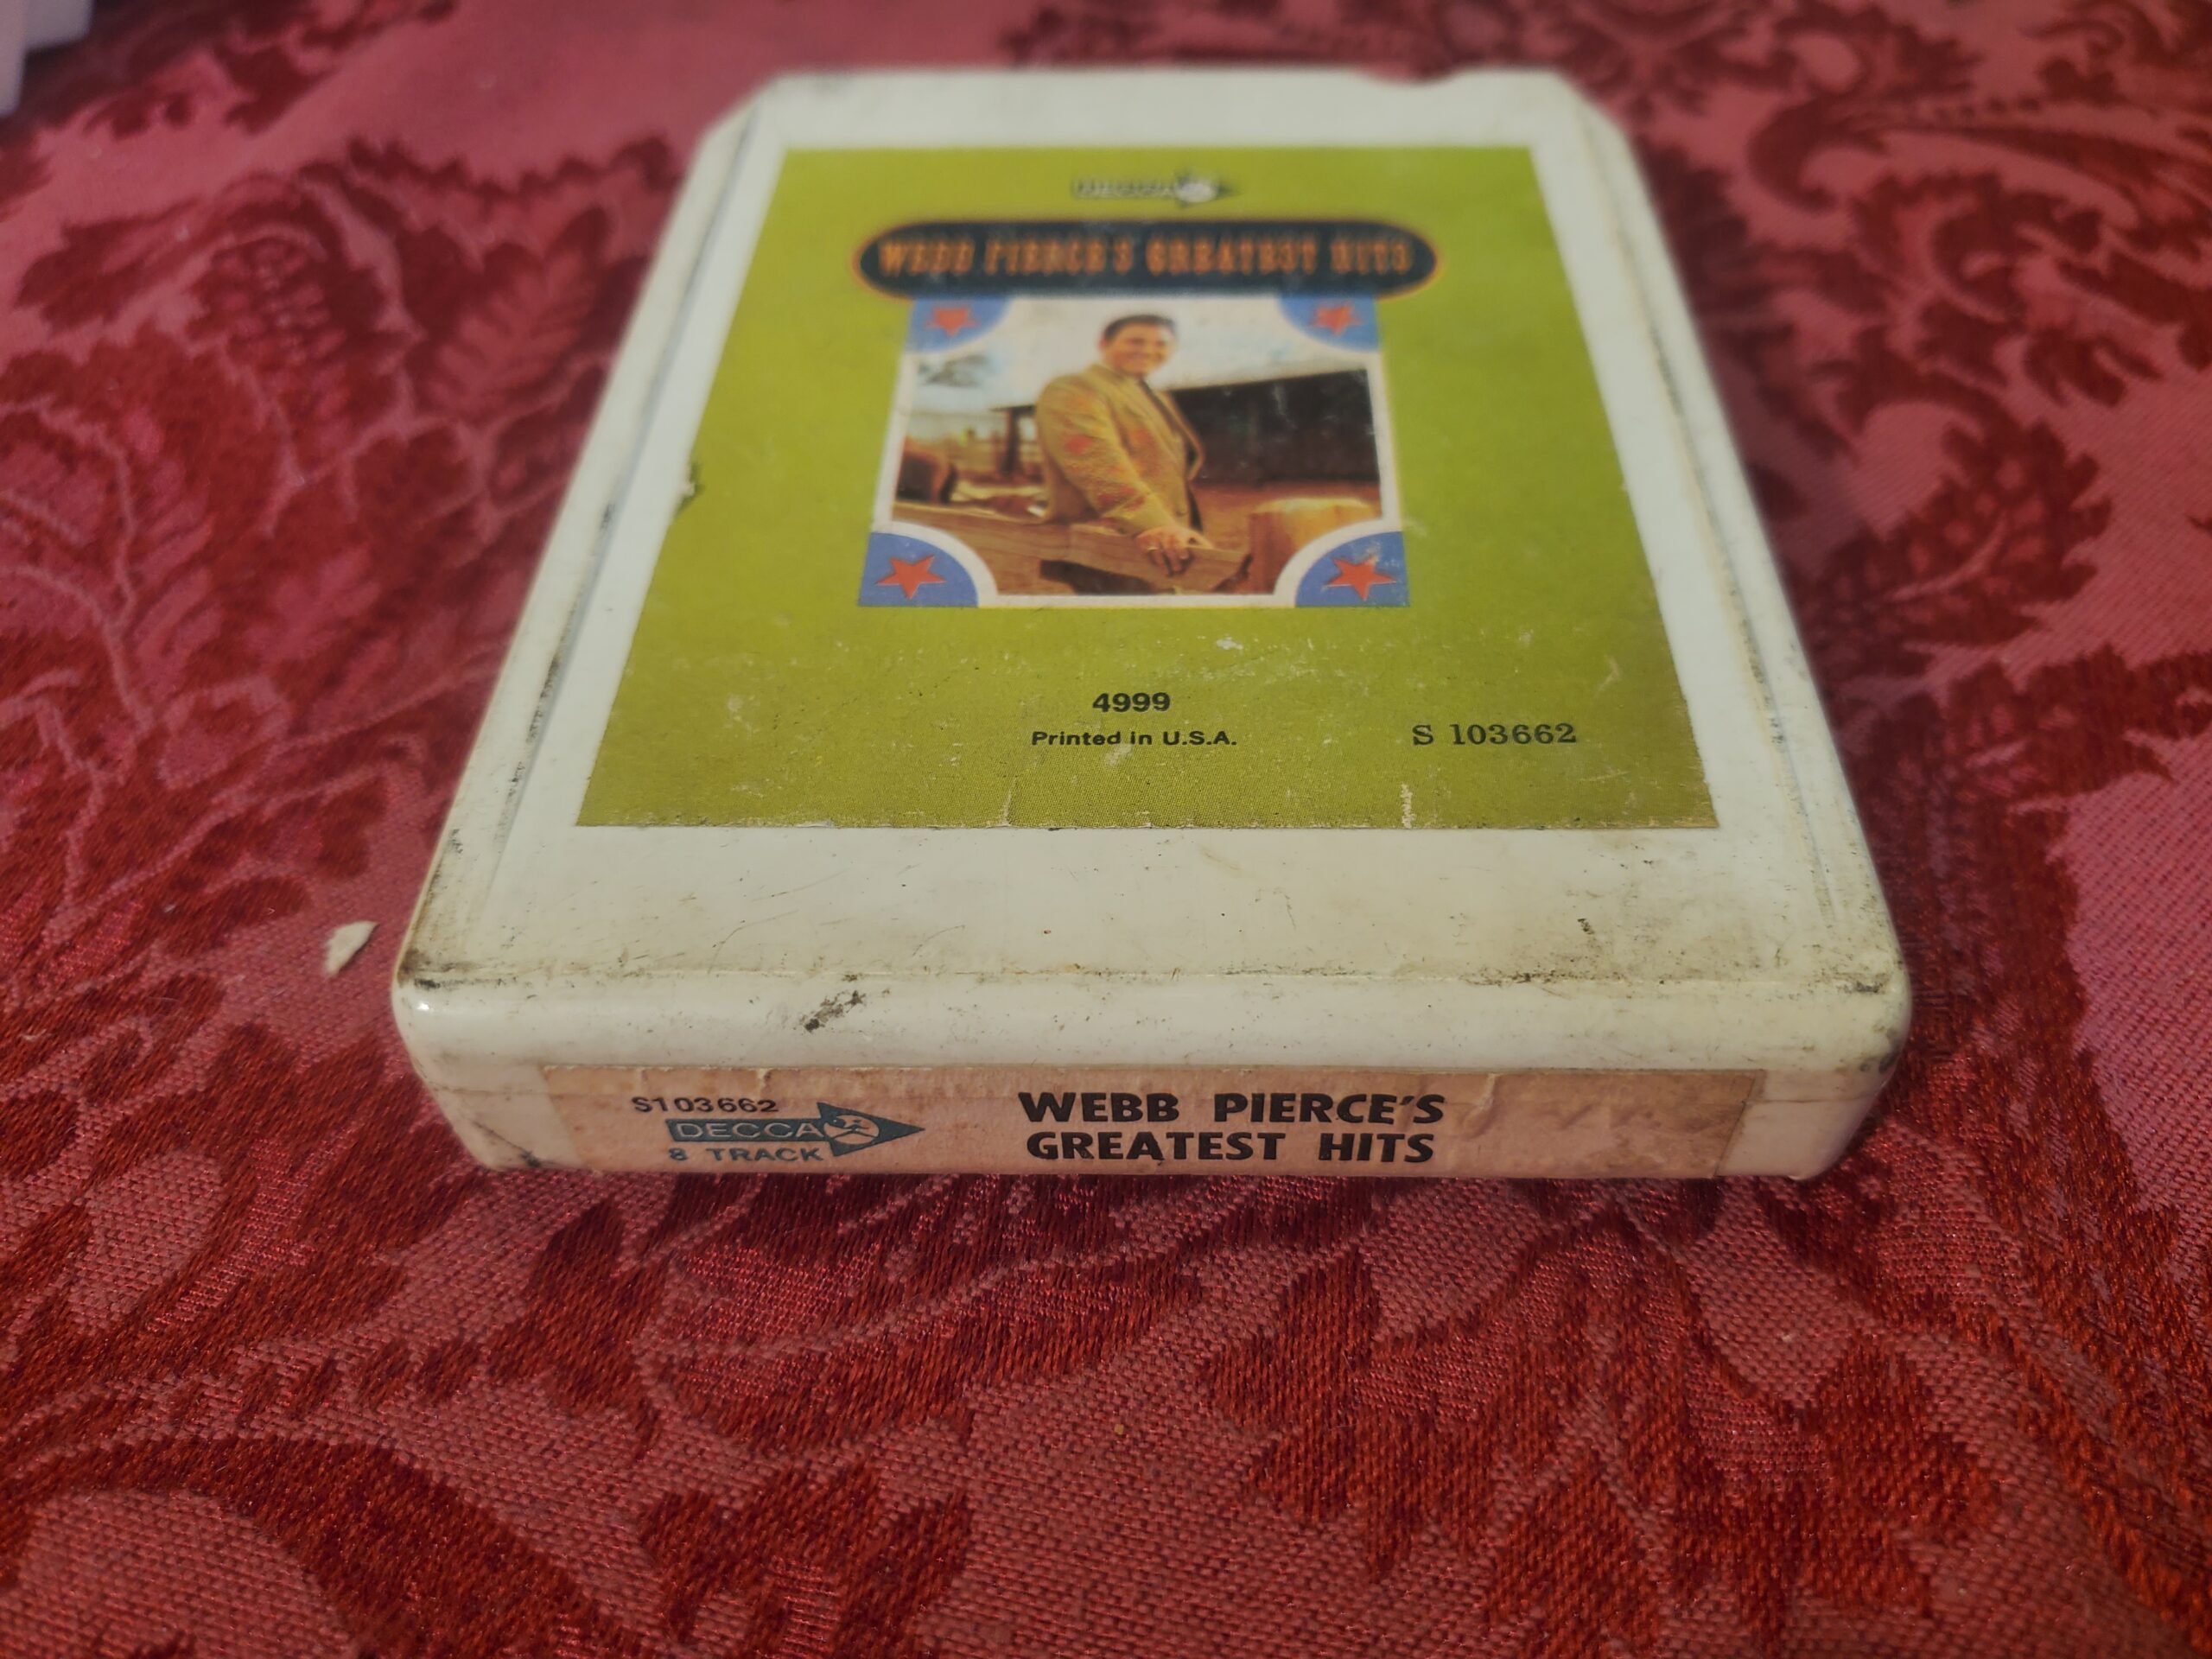 DECCA
WEBB PIERCE'S GREATEST HITS
4999
Printed in U.S.A.
S 103662
S103662
DECCA
8 TRACK
WEBB PIERCE'S
GREATEST HITS